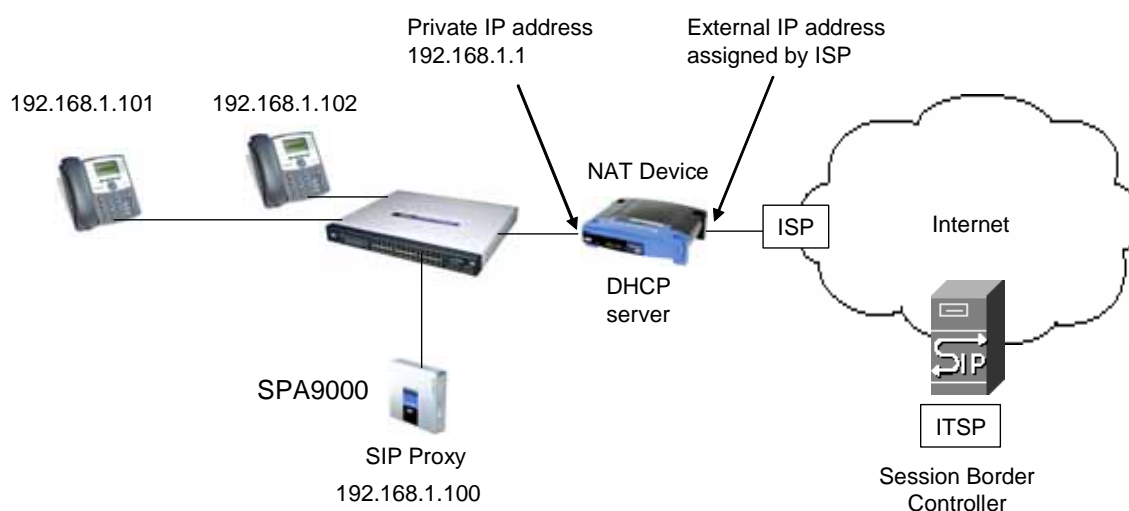 Private IP address
192.168.1.1
External IP address
assigned by ISP
192.168.1.101
192.168.1.102
NAT Device
ISP
Internet
DHCP
server
SIP
SPA9000
ITSP
SIP Proxy
192.168.1.100
Session Border
Controller